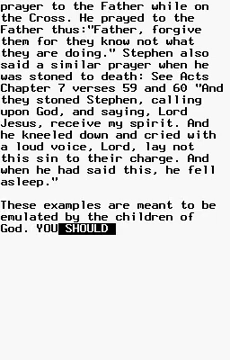 prayer to the Father while on
the Cross. He prayed to the
Father thus:"Father, forgive
them for they know not what
they are doing." Stephen also
said a similar prayer when he
was stoned to death: See Acts
Chapter 7 verses 59 and 60 "And
they stoned Stephen, calling
upon God, and saying, Lord
Jesus, receive my spirit. And
he kneeled down and cried with
a loud voice, Lord, lay not
this sin to their charge. And
when he had said this, he fell
asleep."
These examples are meant to be
emulated by the children of
God. YOU SHOULD